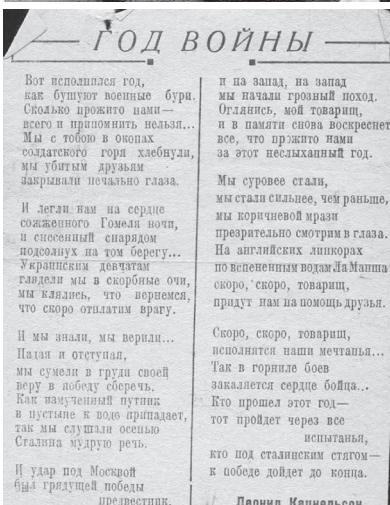 ГОД ВОЙНЫ
Вот исполнился год,
как бушуют военные бури.
Сколько прожито нами—
всего и припомнить нельзя...
Мы с тобою в окопах
солдатского горя хлебнули,
мы убитым друзьям
закрывали печально глаза.
И легли нам на сердце
сожженного Гомеля ночи,
и снесенный снарядом
подсолнух на том берегу...
Украинским девчатам
глядели мы в скорбные очи,
мы клялись, что вернемся,
что скоро отплатим врагу.
И мы знали, мы верили...
Падая и отступая,
мы сумели в груди своей
веру в победу сберечь.
Как измученный путник
в пустыне к воде припадает,
так мы слушали осенью
Сталина мудрую речь.
И удар под Москвой
был грядущей победы
предвестник.
и на запад, на запад
мы начали грозный поход.
Оглянись, мой товарищ,
и в памяти снова воскреснет
все, что прожито нами
за этот неслыханный год.
Мы суровее стали,
мы стали сильнее, чем раньше,
мы коричневой мрази
презрительно смотрим в глаза.
На английских линкорах
по вспененным водам Ла Манша
скоро, скоро, товарищ,
придут нам на помощь друзья.
Скоро, скоро, товарищ,
исполнятся наши мечтанья...
Так в горниле боев
закаляется сердце бойца..
Кто прошел этот год—
тот пройдет через все
испытанья,
кто под сталинским стягом—
к победе дойдет до конца.
Леонид Кацнельсон